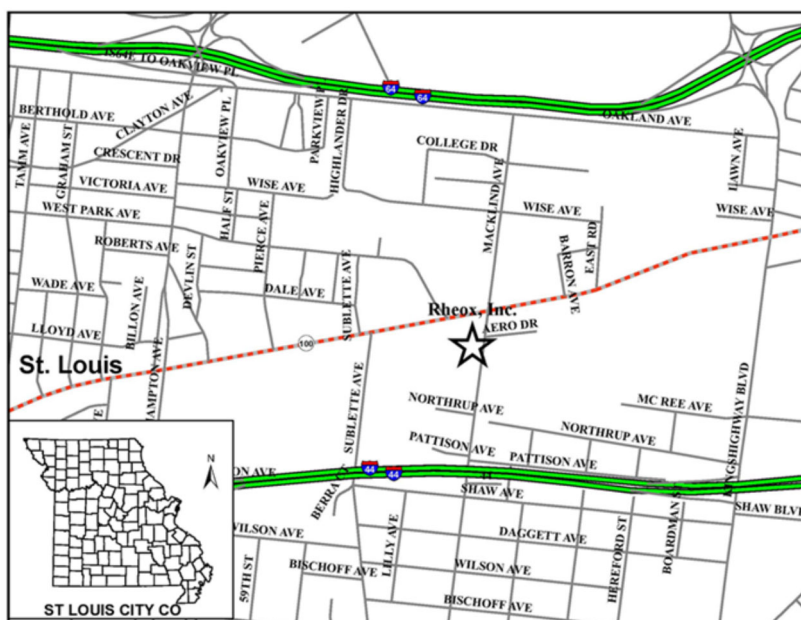 IS64E TO OAKVIEW PL
64
64
OAKLAND AVE
BERTHOLD AVE
CLAYTON AVE
OAKVIEW PL
PARKVIEW PL
HIGHLANDER DR
COLLEGE DR
LAWN AVE
TAMM AVE
GRAHAM ST
CRESCENT DR
VICTORIA AVE
WISE AVE
MACKLIND AVE
WISE AVE
WISE AVE
WEST PARK AVE
HALF ST
PIERCE AVE
EAST RD
BARRON AVE
ROBERTS AVE
DEVLIN ST
SUBLETTE AVE
WADE AVE
BILLON AVE
DALE AVE
Rheox, Inc.
AERO DR
LLOYD AVE
100
St. Louis
HAMPTON AVE
SUBLETTE AVE
KINGSHIGHWAY BLVD
NORTHRUP AVE
MC REE AVE
NORTHRUP AVE
PATTISON AVE
PATTISON AVE
N
ON AVE
44
44
44
BERRA CT
SHAW AVE
SHAW BLVD
LILLY AVE
DAGGETT AVE
HEREFORD ST
BOARDMAN ST
WILSON AVE
59TH ST
BISCHOFF AVE
WILSON AVE
BISCHOFF AVE
ST LOUIS CITY CO